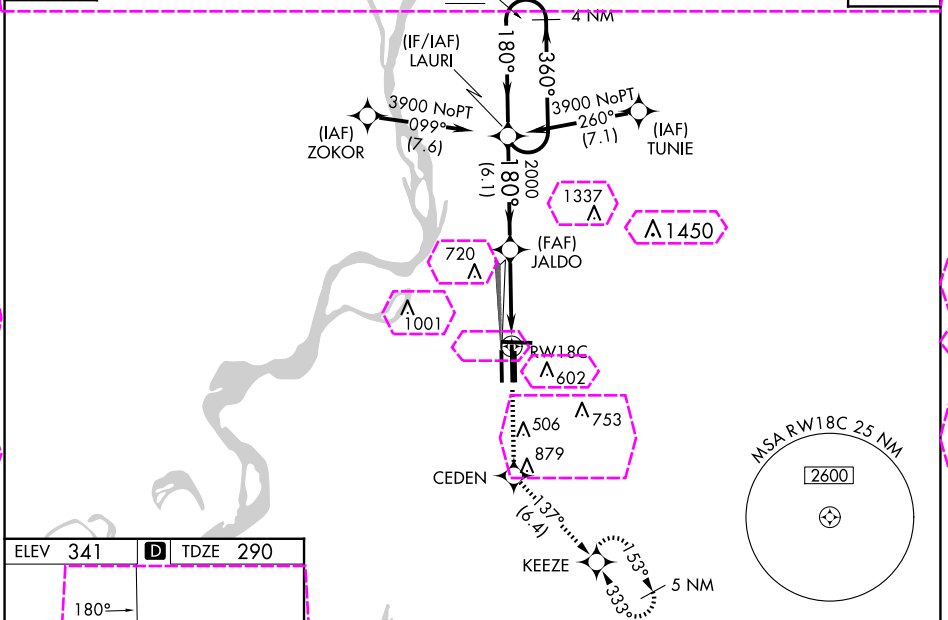 4 NM
(IF/IAF)
LAURI
180°
360°
3900 NoPT
099°
(7.6)
(IAF)
ZOKOR
3900 NoPT
260°
(7.1)
(IAF)
TUNIE
2000
180°
(6.1)
1337
1450
(FAF)
JALDO
720
1001
RW18C
602
753
506
879
CEDEN
137°
(6.4)
KEEZE
153°
333°
5 NM
MSA RW18C 25 NM
2600
ELEV 341 D TDZE 290
180°